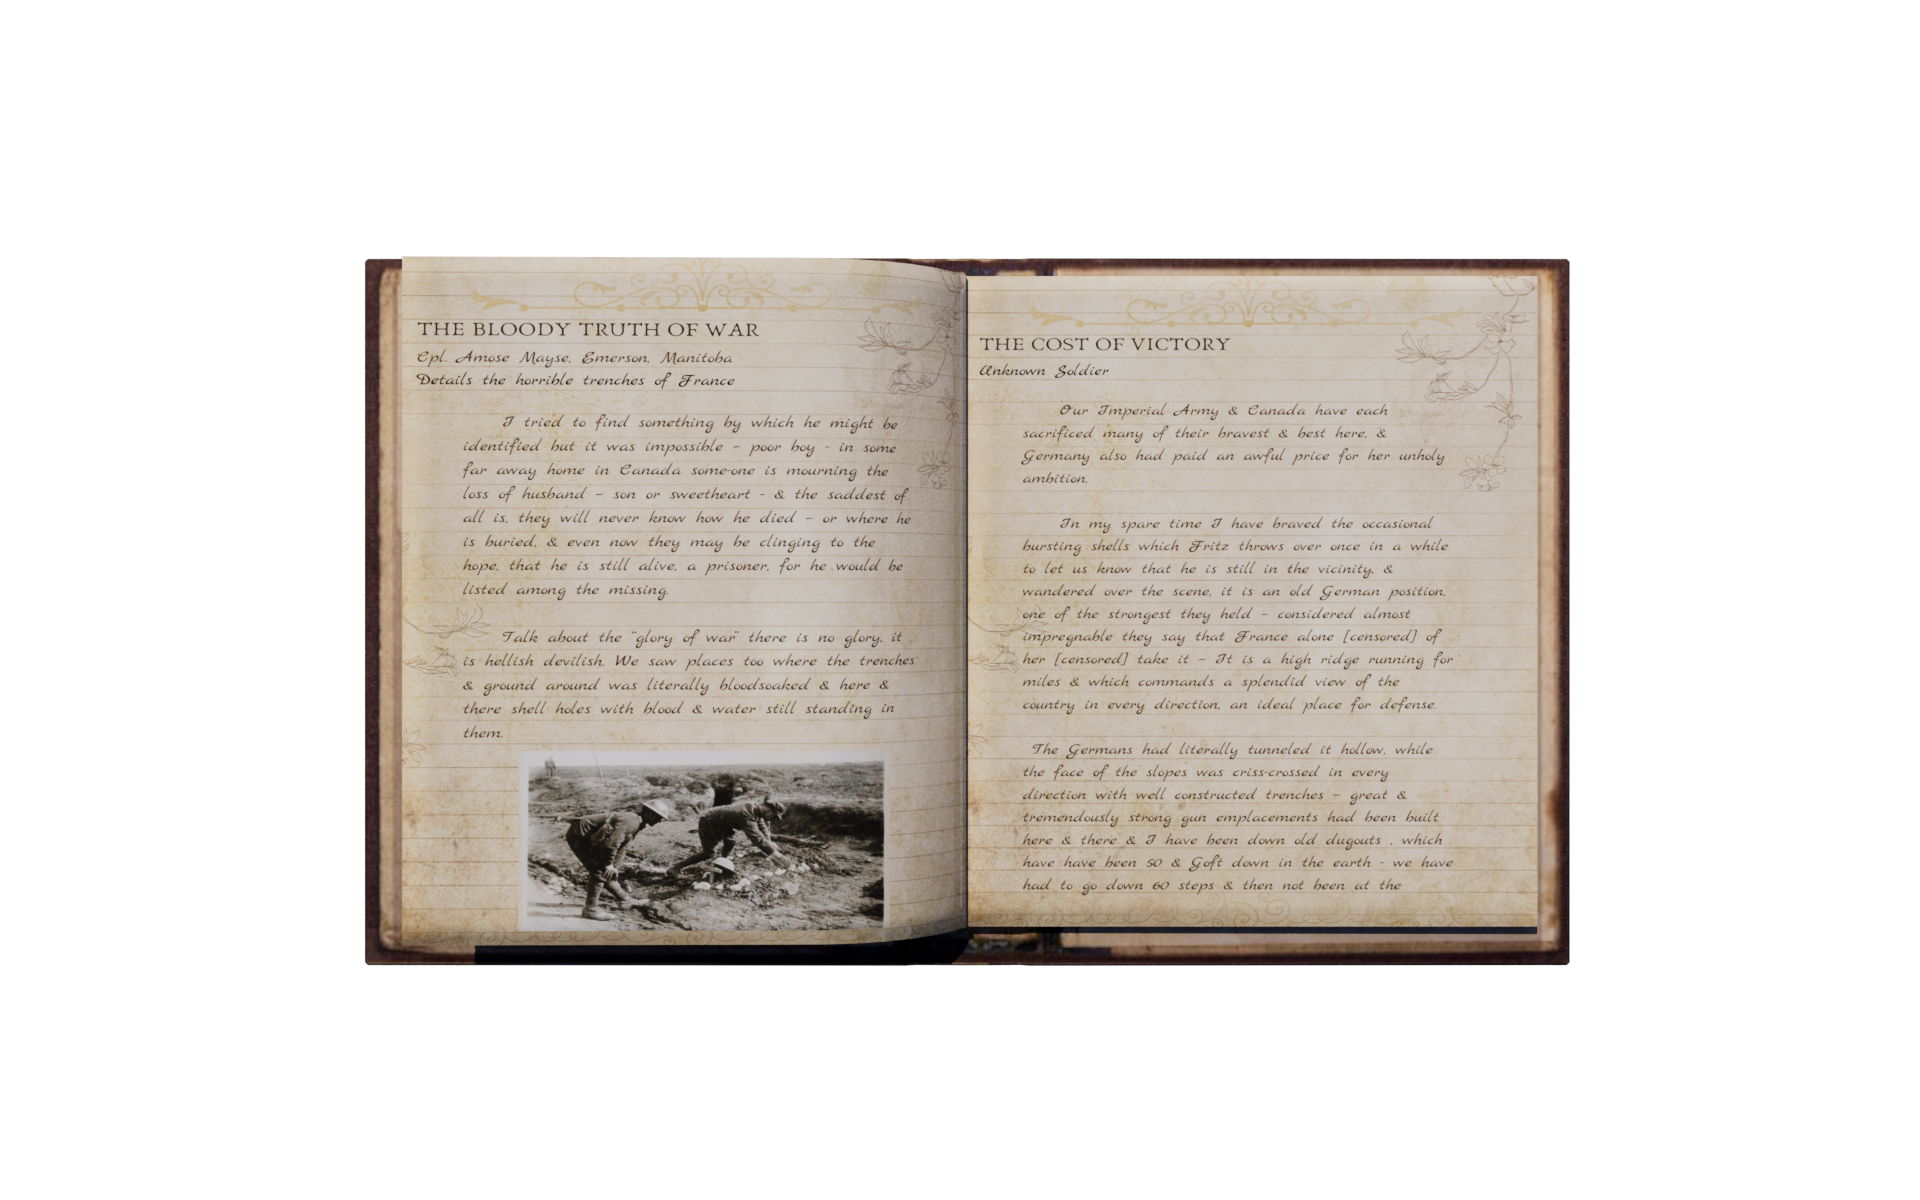 THE BLOODY TRUTH OF WAR
Cpl. Amose Mayse, Emerson, Manitoba
Details the horrible trenches of France
I tried to find something by which he might be
identified but it was impossible – poor boy - in some
far away home in Canada some-one is mourning the
loss of husband – son or sweetheart - & the saddest of
all is, they will never know how he died – or where he
is buried, & even now they may be clinging to the
hope, that he is still alive, a prisoner, for he would be
listed among the missing.
Talk about the "glory of war" there is no glory, it
is hellish devilish. We saw places too where the trenches
& ground around was literally bloodsoaked & here &
there shell holes with blood & water still standing in
them.
THE COST OF VICTORY
Unknown Soldier
Our Imperial Army & Canada have each
sacrificed many of their bravest & best here, &
Germany also had paid an awful price for her unholy
ambition.
In my spare time I have braved the occasional
bursting shells which Fritz throws over once in a while
to let us know that he is still in the vicinity, &
wandered over the scene, it is an old German position,
one of the strongest they held – considered almost
impregnable they say that France alone [censored] of
her [censored] take it – It is a high ridge running for
miles & which commands a splendid view of the
country in every direction, an ideal place for defense.
The Germans had literally tunneled it hollow, while
the face of the slopes was criss-crossed in every
direction with well constructed trenches – great &
tremendously strong gun emplacements had been built
here & there & I have been down old dugouts , which
have have been 50 & Goft down in the earth - we have
had to go down 60 steps & then not been at the